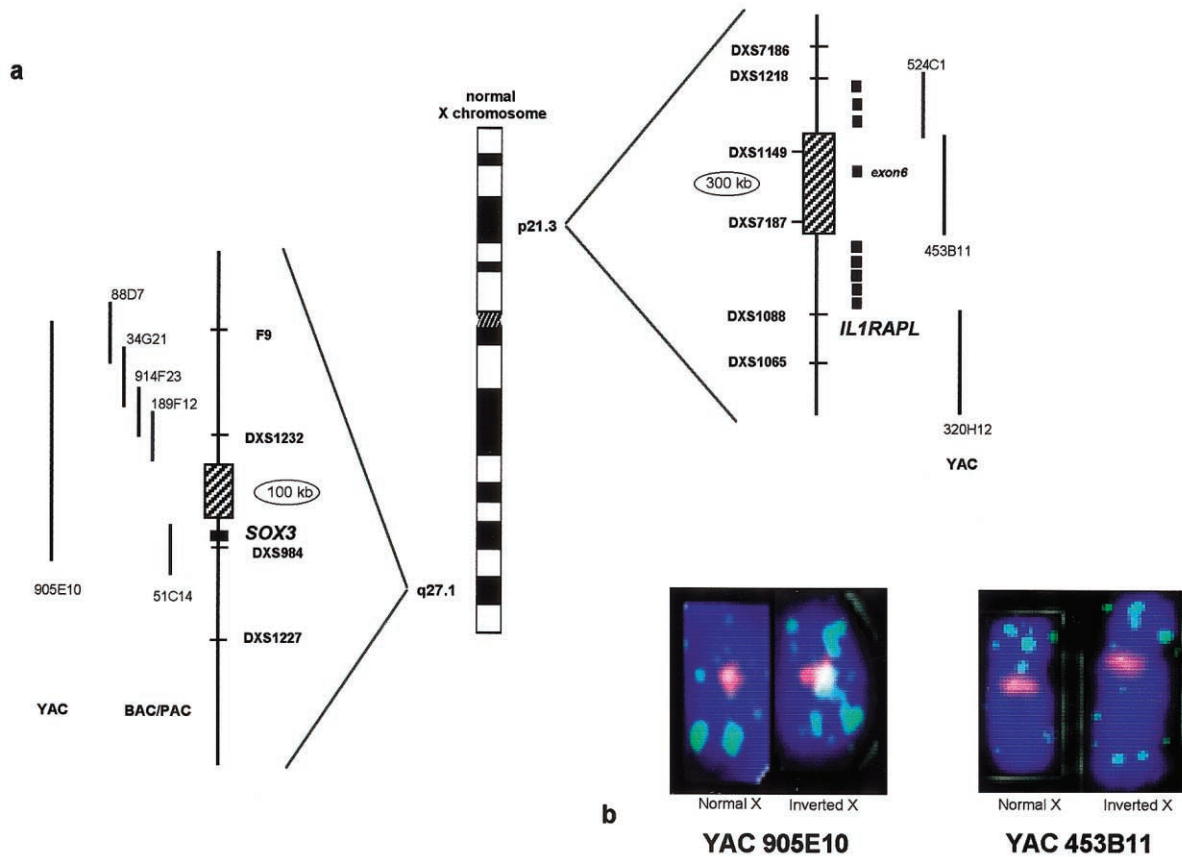 a
normal
X chromosome
p21.3
q27.1
88D7
34G21
914F23
189F12
905E10
51C14
YAC
BAC/PAC
F9
DXS1232
100 kb
SOX3
DXS984
DXS1227
DXS7186
DXS1218
DXS1149
300 kb
DXS7187
DXS1088
DXS1065
exon6
IL1RAPL
524C1
453B11
320H12
YAC
b
Normal X
Inverted X
YAC 905E10
Normal X
Inverted X
YAC 453B11